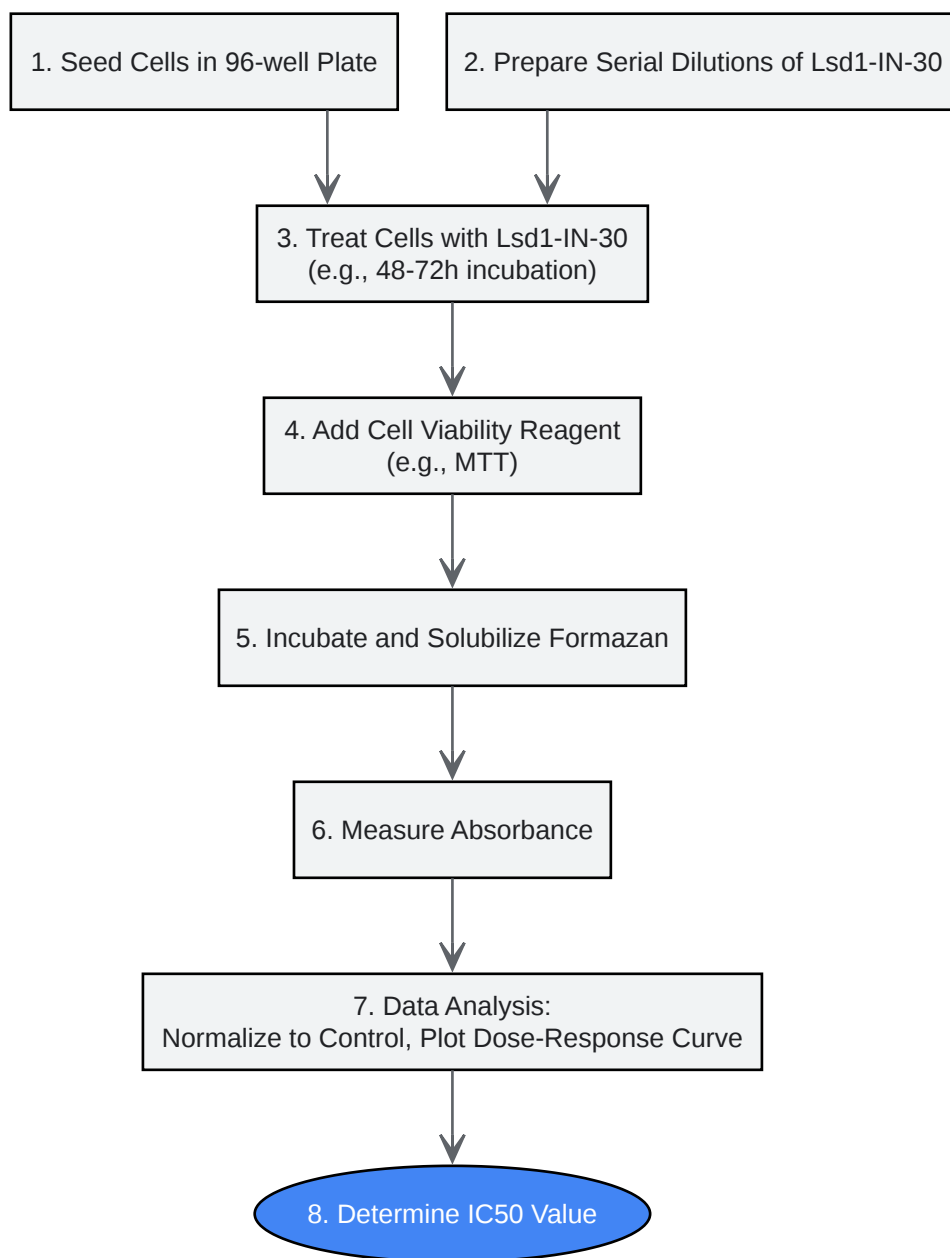 1. Seed Cells in 96-well Plate
2. Prepare Serial Dilutions of Lsd1-IN-30
3. Treat Cells with Lsd1-IN-30
(e.g., 48-72h incubation)
4. Add Cell Viability Reagent
(e.g., MTT)
5. Incubate and Solubilize Formazan
6. Measure Absorbance
7. Data Analysis:
Normalize to Control, Plot Dose-Response Curve
8. Determine IC50 Value